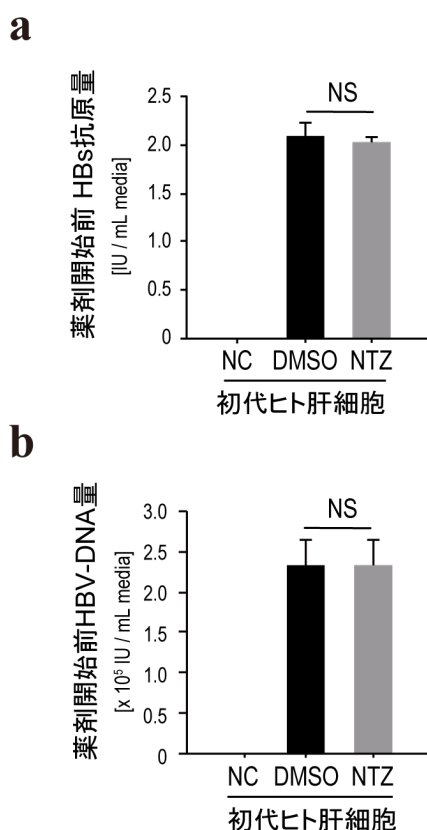 a
薬剤開始前 HBs抗原量
[IU / mL media]
2.5
2.0
1.5
1.0
0.5
0
NS
NC DMSO NTZ
初代ヒト肝細胞
b
薬剤開始前HBV-DNA量
[x 10⁵ IU / mL media]
3.0
2.5
2.0
1.5
1.0
0.5
0
NS
NC DMSO NTZ
初代ヒト肝細胞